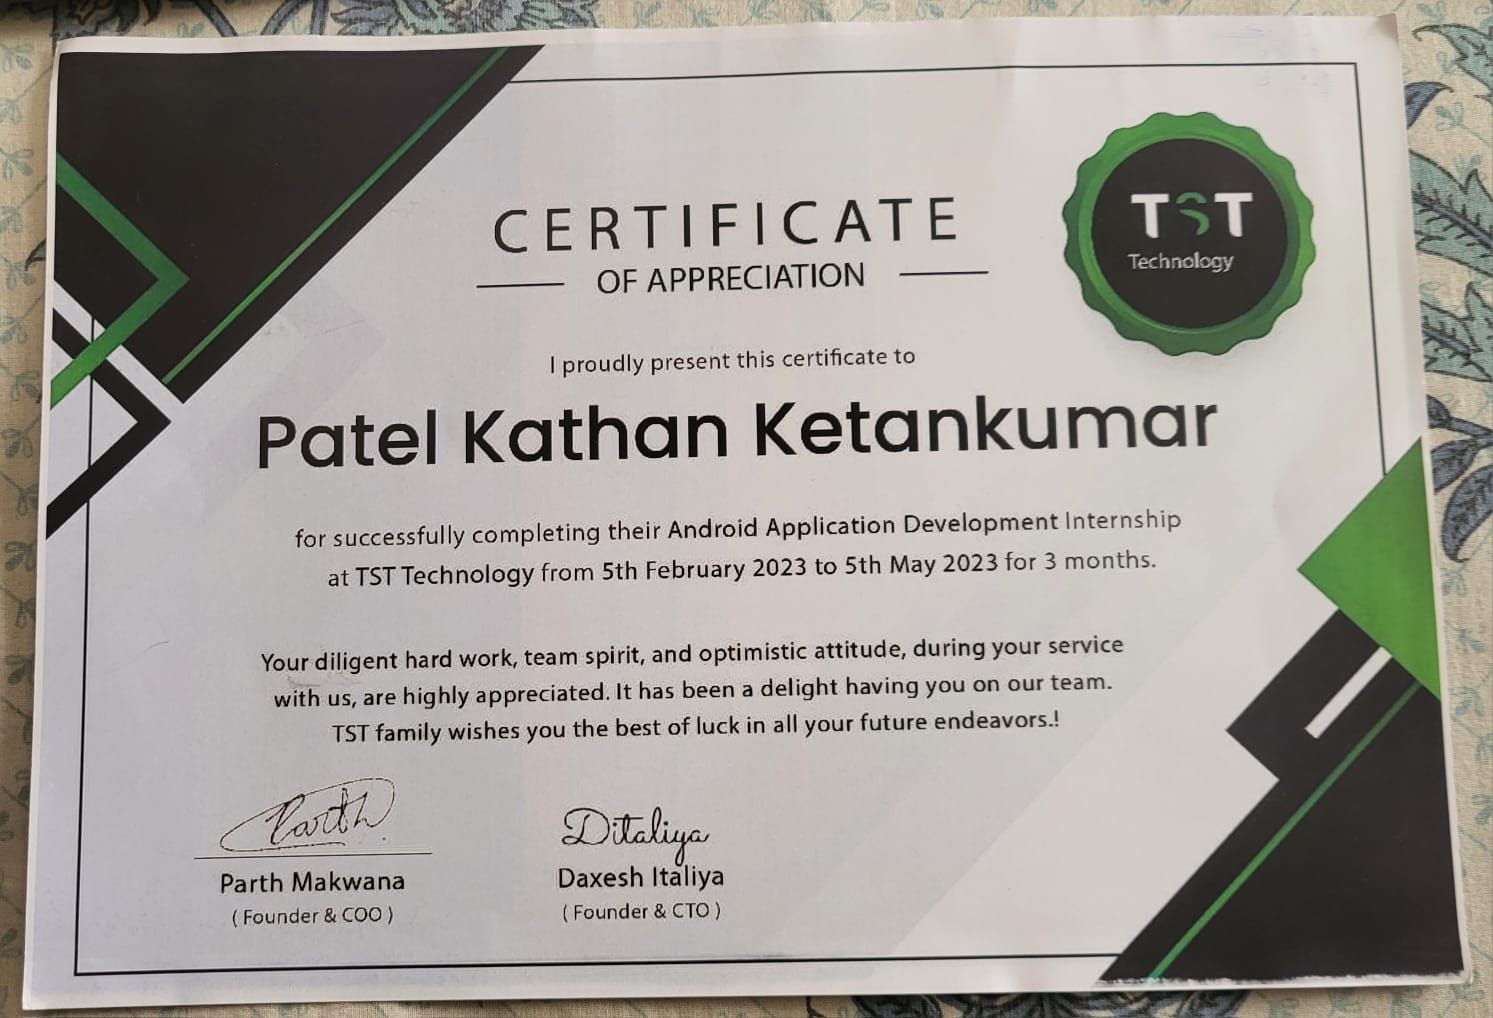 CERTIFICATE
OF APPRECIATION
TST
Technology
I proudly present this certificate to
Patel Kathan Ketankumar
for successfully completing their Android Application Development Internship
at TST Technology from 5th February 2023 to 5th May 2023 for 3 months.
Your diligent hard work, team spirit, and optimistic attitude, during your service
with us, are highly appreciated. It has been a delight having you on our team.
TST family wishes you the best of luck in all your future endeavors.!
Parth
Ditaliya
Parth Makwana
Daxesh Italiya
( Founder & COO )
( Founder & CTO )